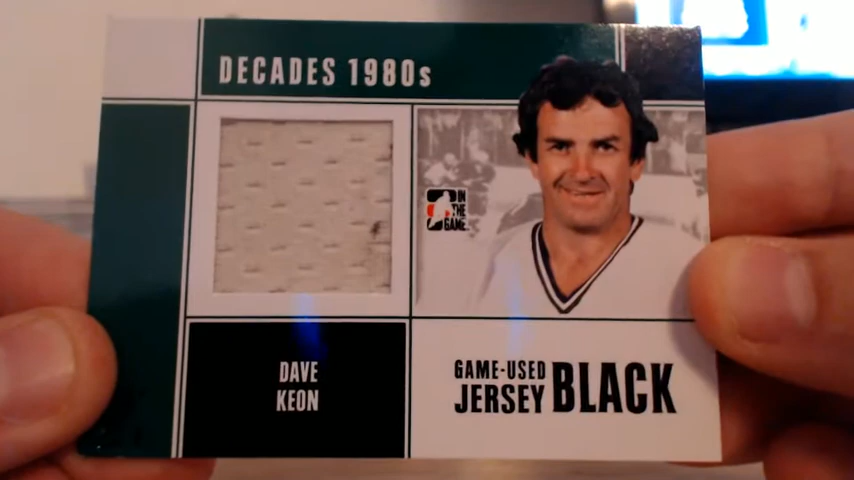 DECADES 1980s
IN
THE
GAME
DAVE
KEON
GAME-USED
JERSEY BLACK